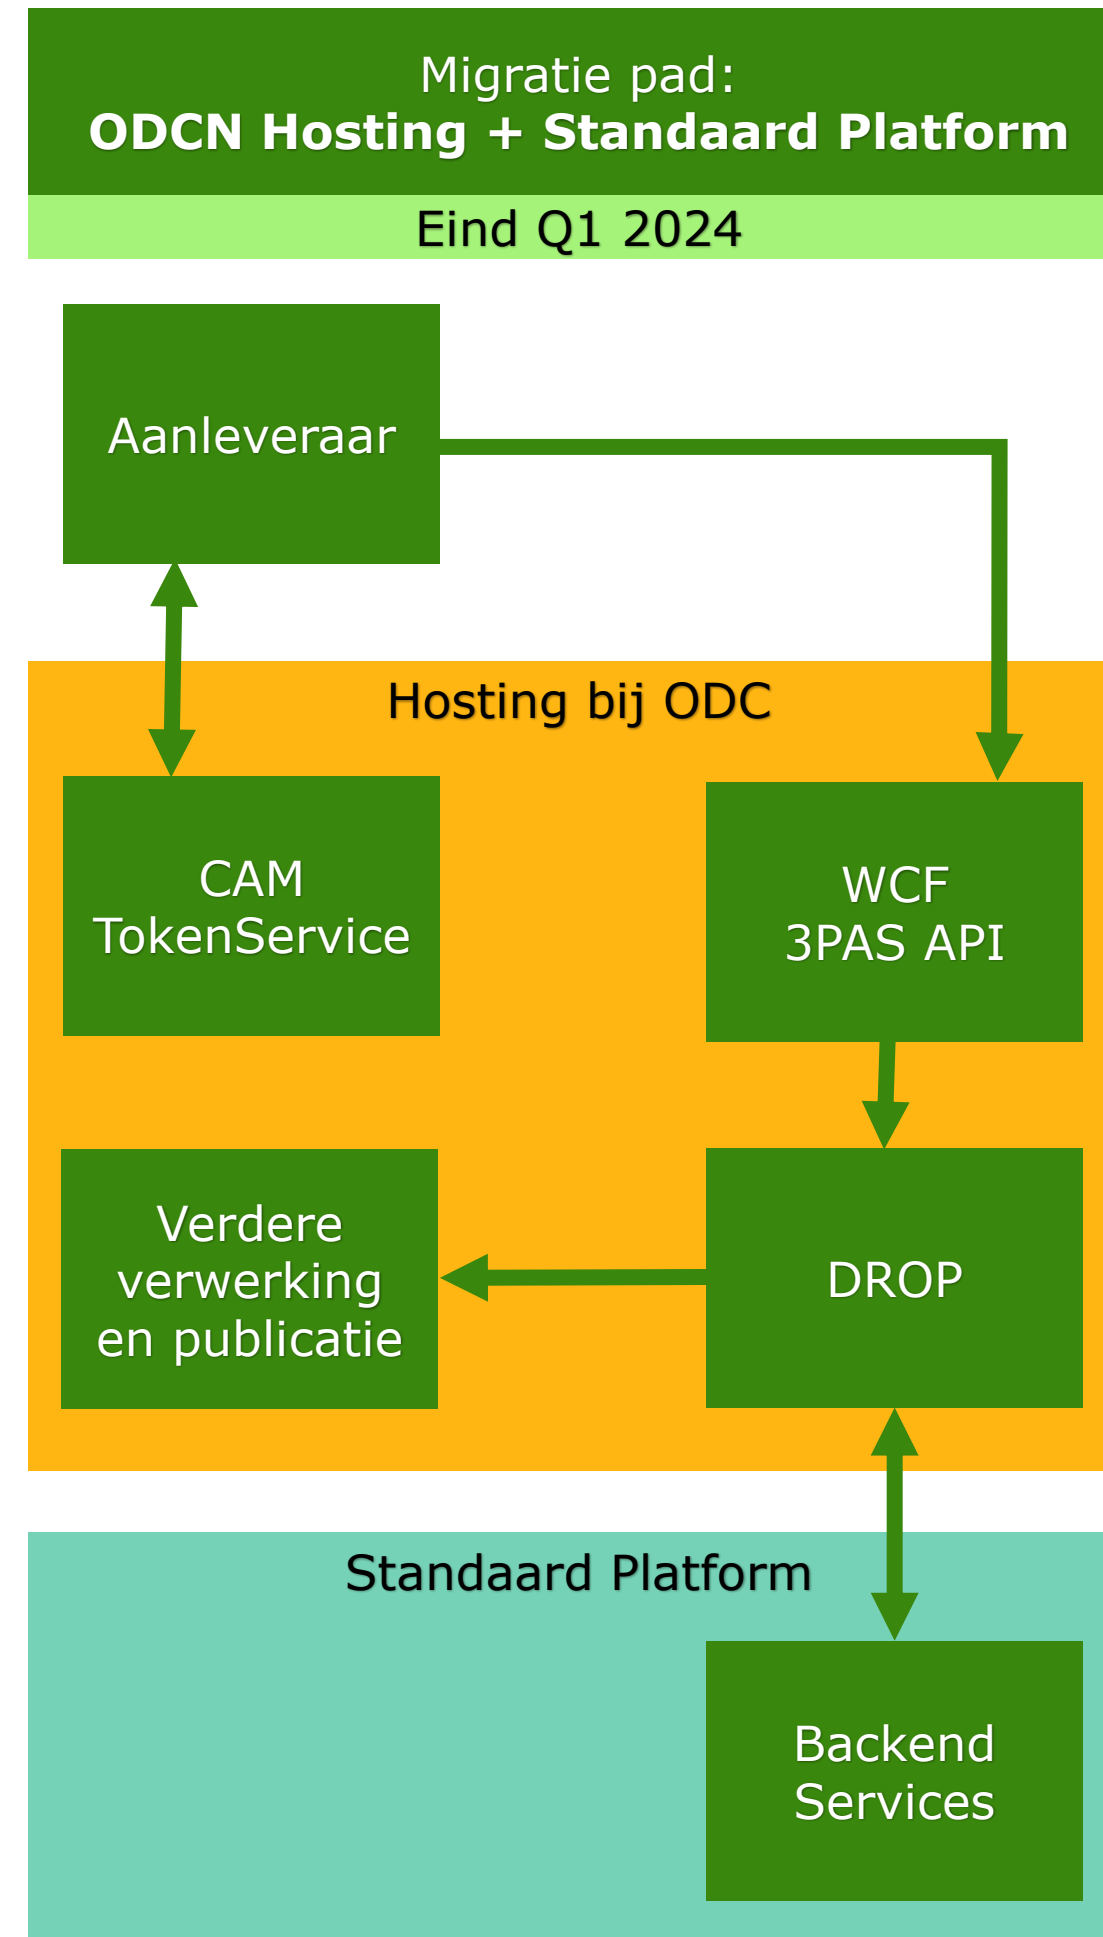 Migratie pad:
ODCN Hosting + Standaard Platform
Eind Q1 2024
Aanleveraar
Hosting bij ODC
CAM
TokenService
WCF
3PAS API
Verdere
verwerking
en publicatie
DROP
Standaard Platform
Backend
Services